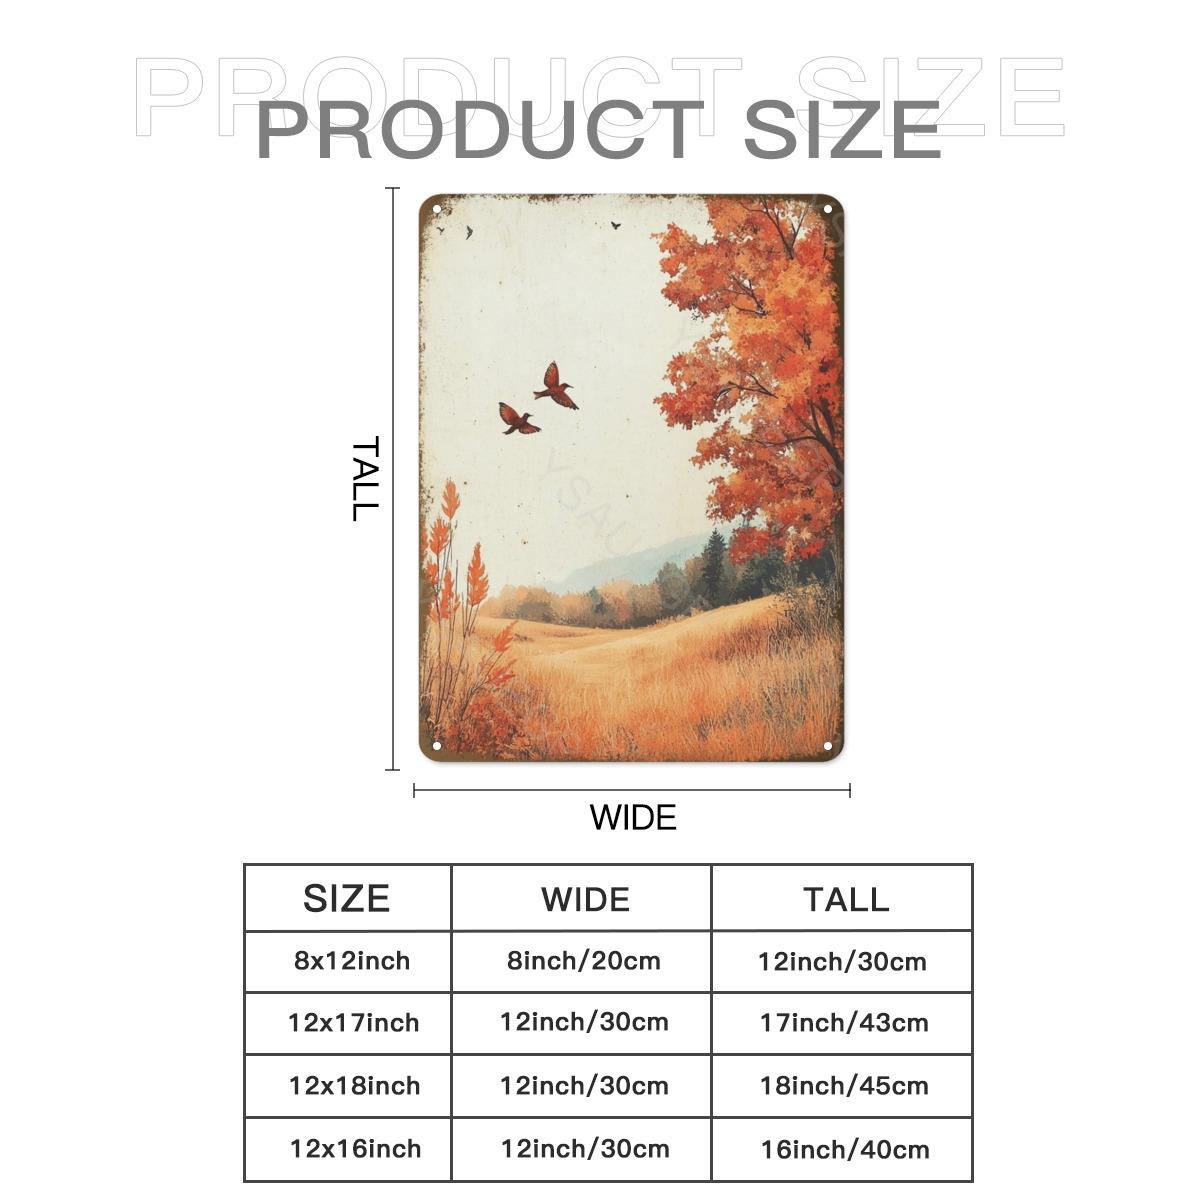 PRODUCT SIZE
PRODUCT SIZE
TALL
WIDE
SIZE WIDE TALL
8x12inch 8inch/20cm 12inch/30cm
12x17inch 12inch/30cm 17inch/43cm
12x18inch 12inch/30cm 18inch/45cm
12x16inch 12inch/30cm 16inch/40cm